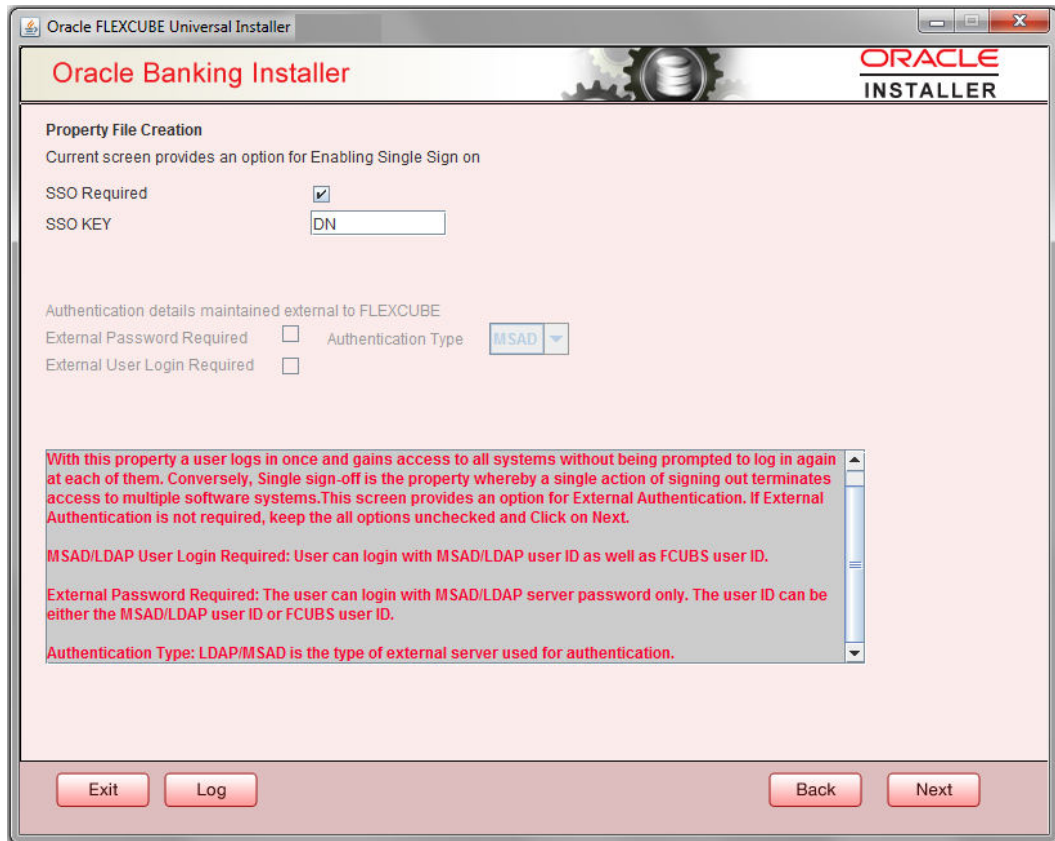 Oracle FLEXCUBE Universal Installer
Oracle Banking Installer
ORACLE
INSTALLER
Property File Creation
Current screen provides an option for Enabling Single Sign on
SSO Required
SSO KEY
DN
Authentication details maintained external to FLEXCUBE
External Password Required
Authentication Type
MSAD
External User Login Required
With this property a user logs in once and gains access to all systems without being prompted to log in again
at each of them. Conversely, Single sign-off is the property whereby a single action of signing out terminates
access to multiple software systems.This screen provides an option for External Authentication. If External
Authentication is not required, keep the all options unchecked and Click on Next.
MSAD/LDAP User Login Required: User can login with MSAD/LDAP user ID as well as FCUBS user ID.
External Password Required: The user can login with MSAD/LDAP server password only. The user ID can be
either the MSAD/LDAP user ID or FCUBS user ID.
Authentication Type: LDAP/MSAD is the type of external server used for authentication.
Exit
Log
Back
Next